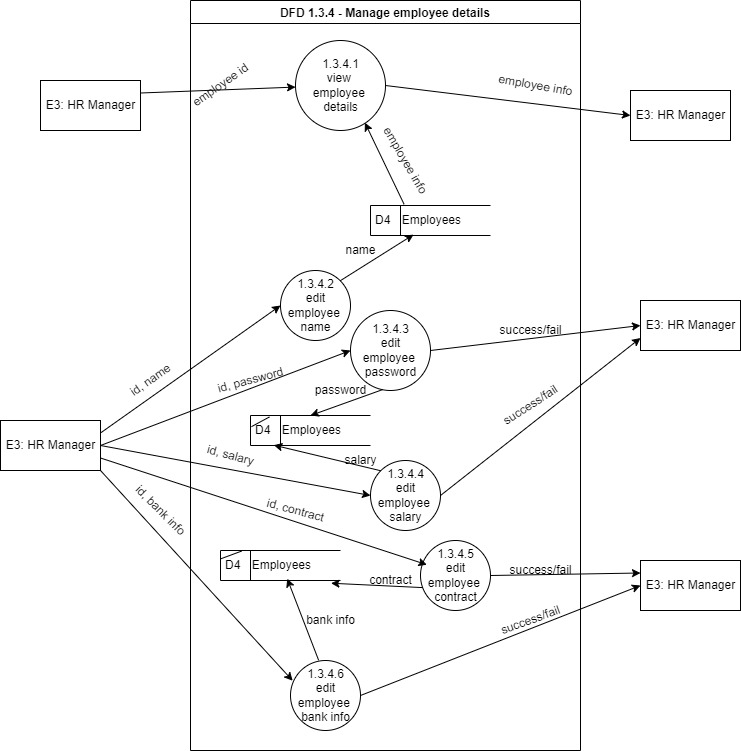 DFD 1.3.4 - Manage employee details
1.3.4.1
view
employee
details
employee id
E3: HR Manager
employee info
E3: HR Manager
employee info
D4
Employees
name
1.3.4.2
edit
employee
name
1.3.4.3
edit
employee
password
success/fail
E3: HR Manager
id, name
id, password
password
success/fail
D4
Employees
E3: HR Manager
id, salary
salary
1.3.4.4
edit
employee
salary
id, bank info
id, contract
1.3.4.5
edit
employee
contract
D4
Employees
contract
success/fail
E3: HR Manager
bank info
success/fail
1.3.4.6
edit
employee
bank info